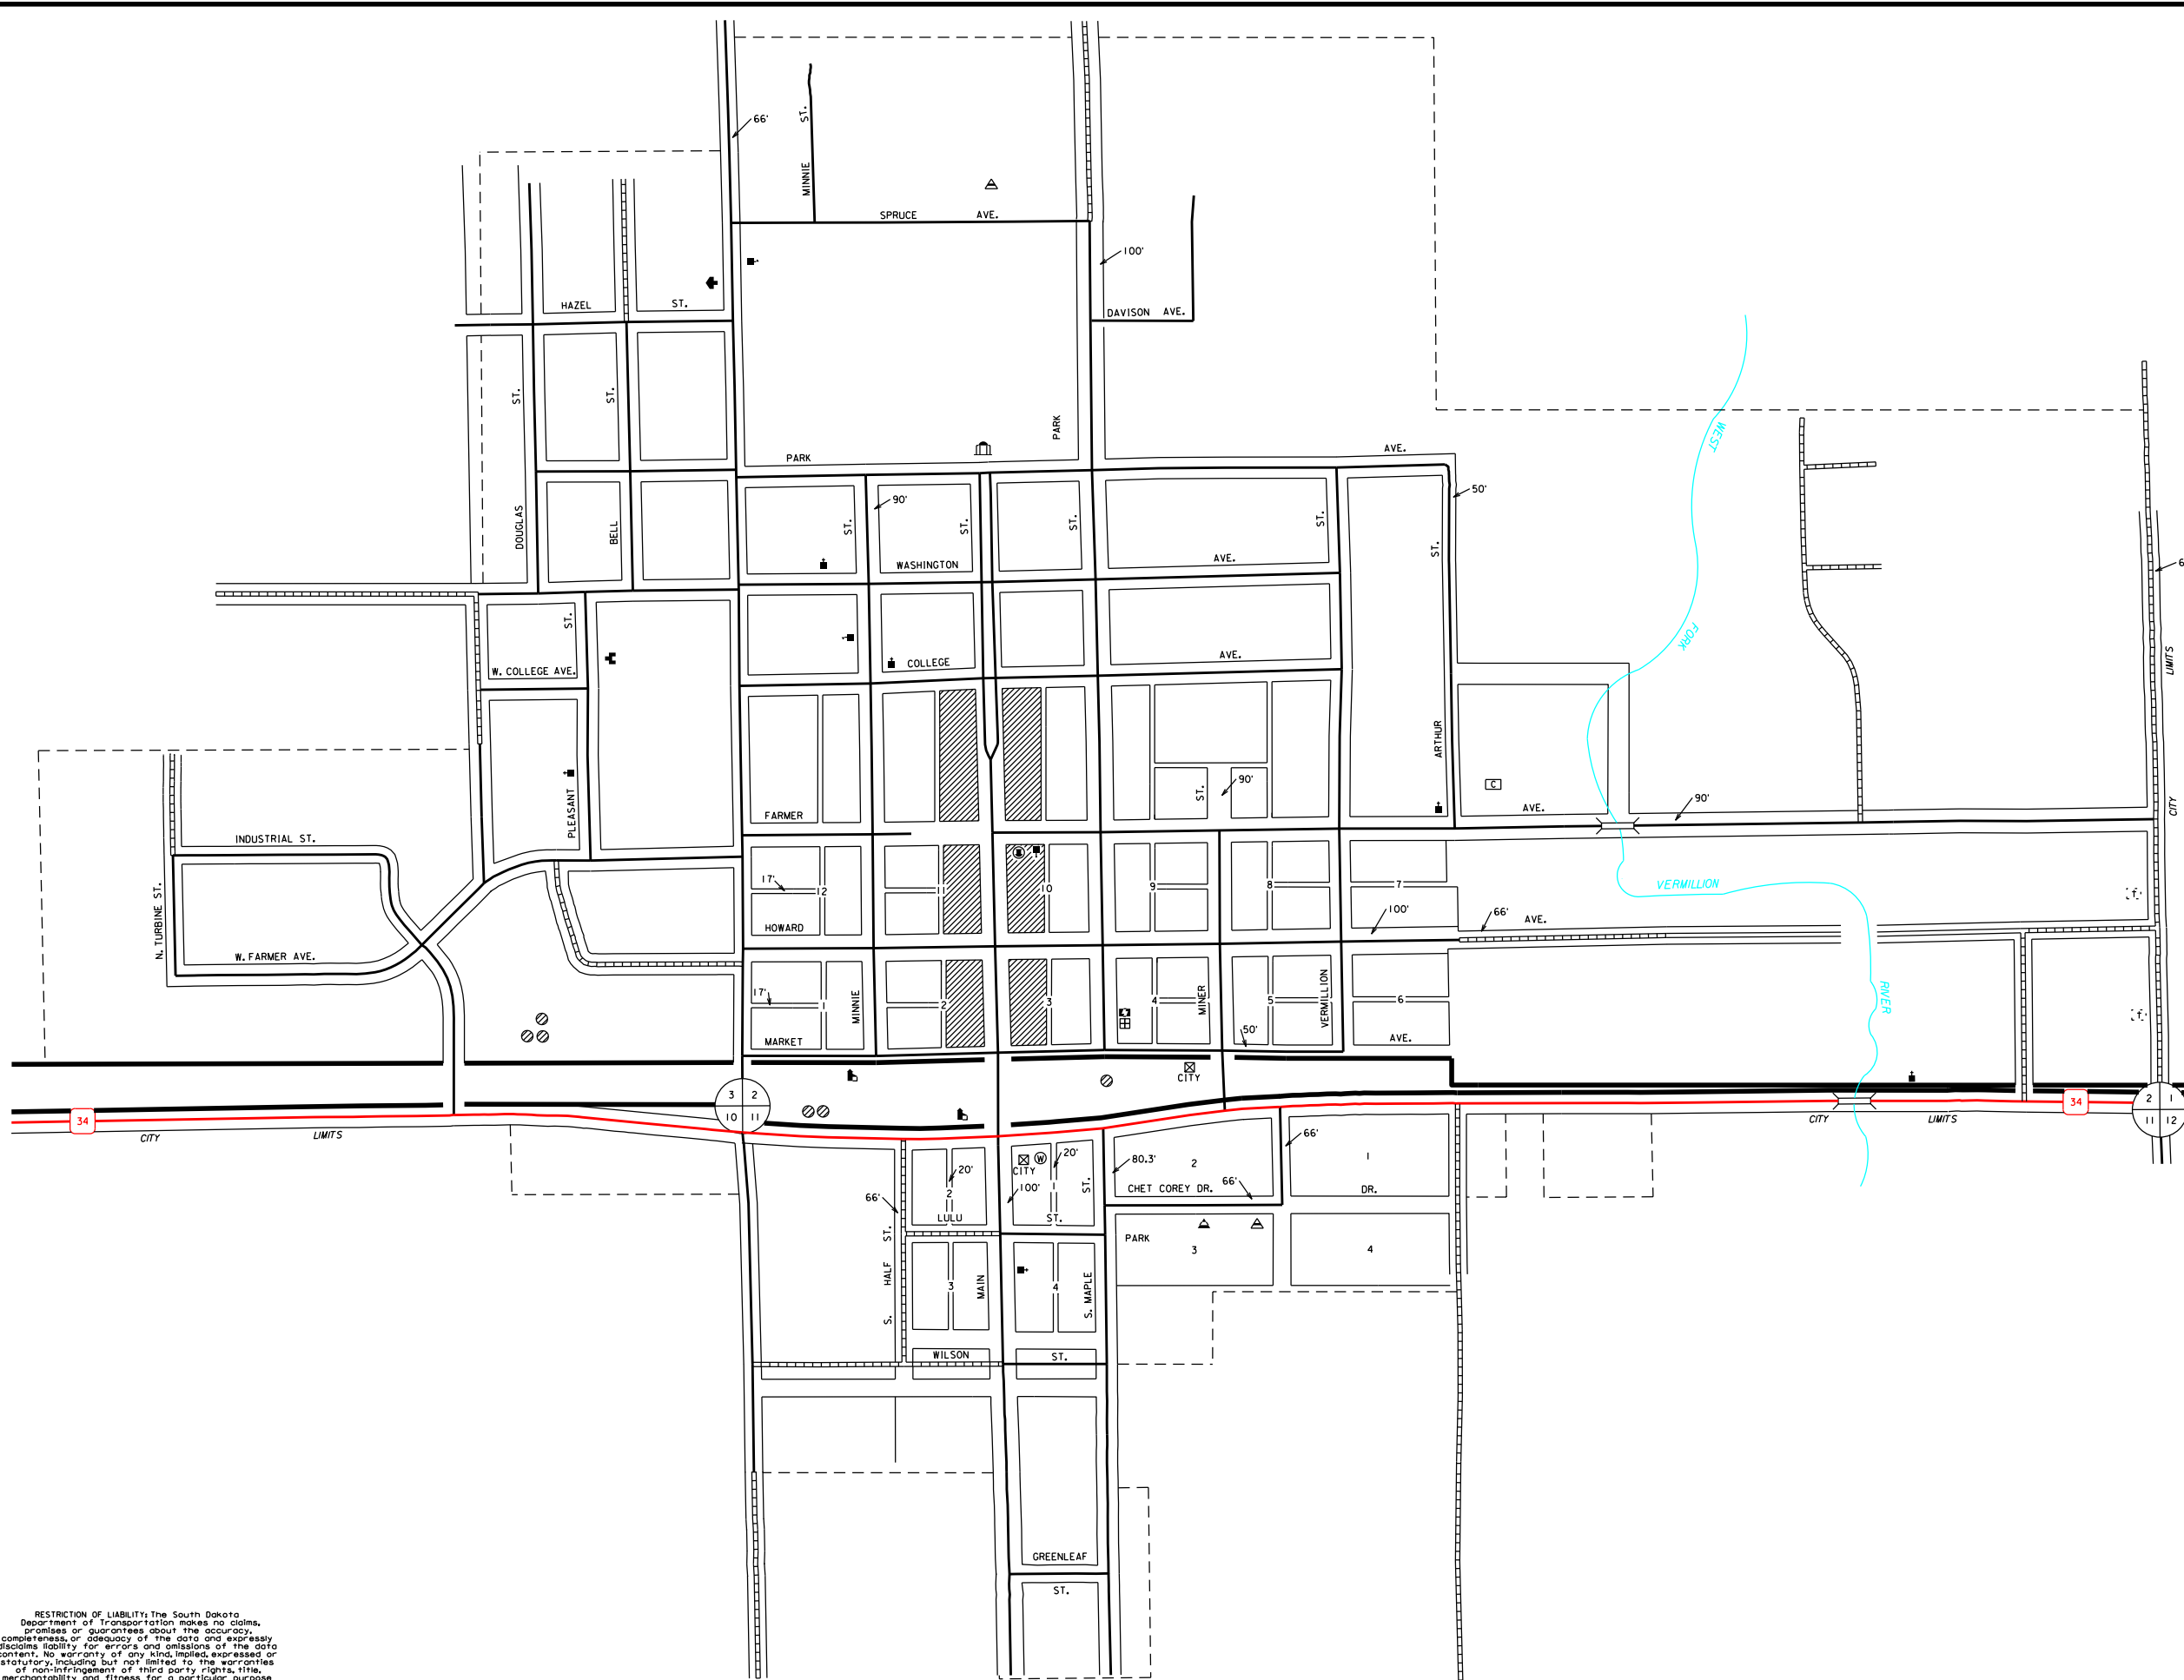 66'
MINNIE ST.
SPRUCE AVE.
100'
HAZEL ST.
DAVISON AVE.
ST.
ST.
PARK
WEST
PARK AVE.
50'
90'
DOUGLAS
BELL
ST.
ST.
ST.
ST.
ST.
WASHINGTON AVE.
ST.
FORK
W. COLLEGE AVE.
COLLEGE AVE.
LIMITS
ARTHUR
C
90'
ST.
PLEASANT
FARMER AVE.
90'
CITY
INDUSTRIAL ST.
17'
12
11
10
9
8
7
VERMILLION
N. TURBINE ST.
HOWARD AVE.
100'
66'
W. FARMER AVE.
17'
1
2
3
4
5
6
MINNIE
MINER
VERMILLION
RIVER
MARKET AVE.
50'
CITY
3 2
10 11
2 1
11 12
34
34
CITY LIMITS
CITY LIMITS
66'
20'
CITY
W
20'
80.3'
2
1
66'
2
100'
1
ST.
CHET COREY DR.
66'
DR.
LULU ST.
PARK
3
4
S. HALF ST.
3
MAIN
4
S. MAPLE
WILSON ST.
GREENLEAF
ST.
RESTRICTION OF LIABILITY: The South Dakota
Department of Transportation makes no claims,
promises or guarantees about the accuracy,
completeness, or adequacy of the data and expressly
disclaims liability for errors and omissions of the data
content. No warranty of any kind, implied, expressed or
statutory, including but not limited to the warranties
of non-infringement of third party rights, title,
merchantability and fitness for a particular purpose